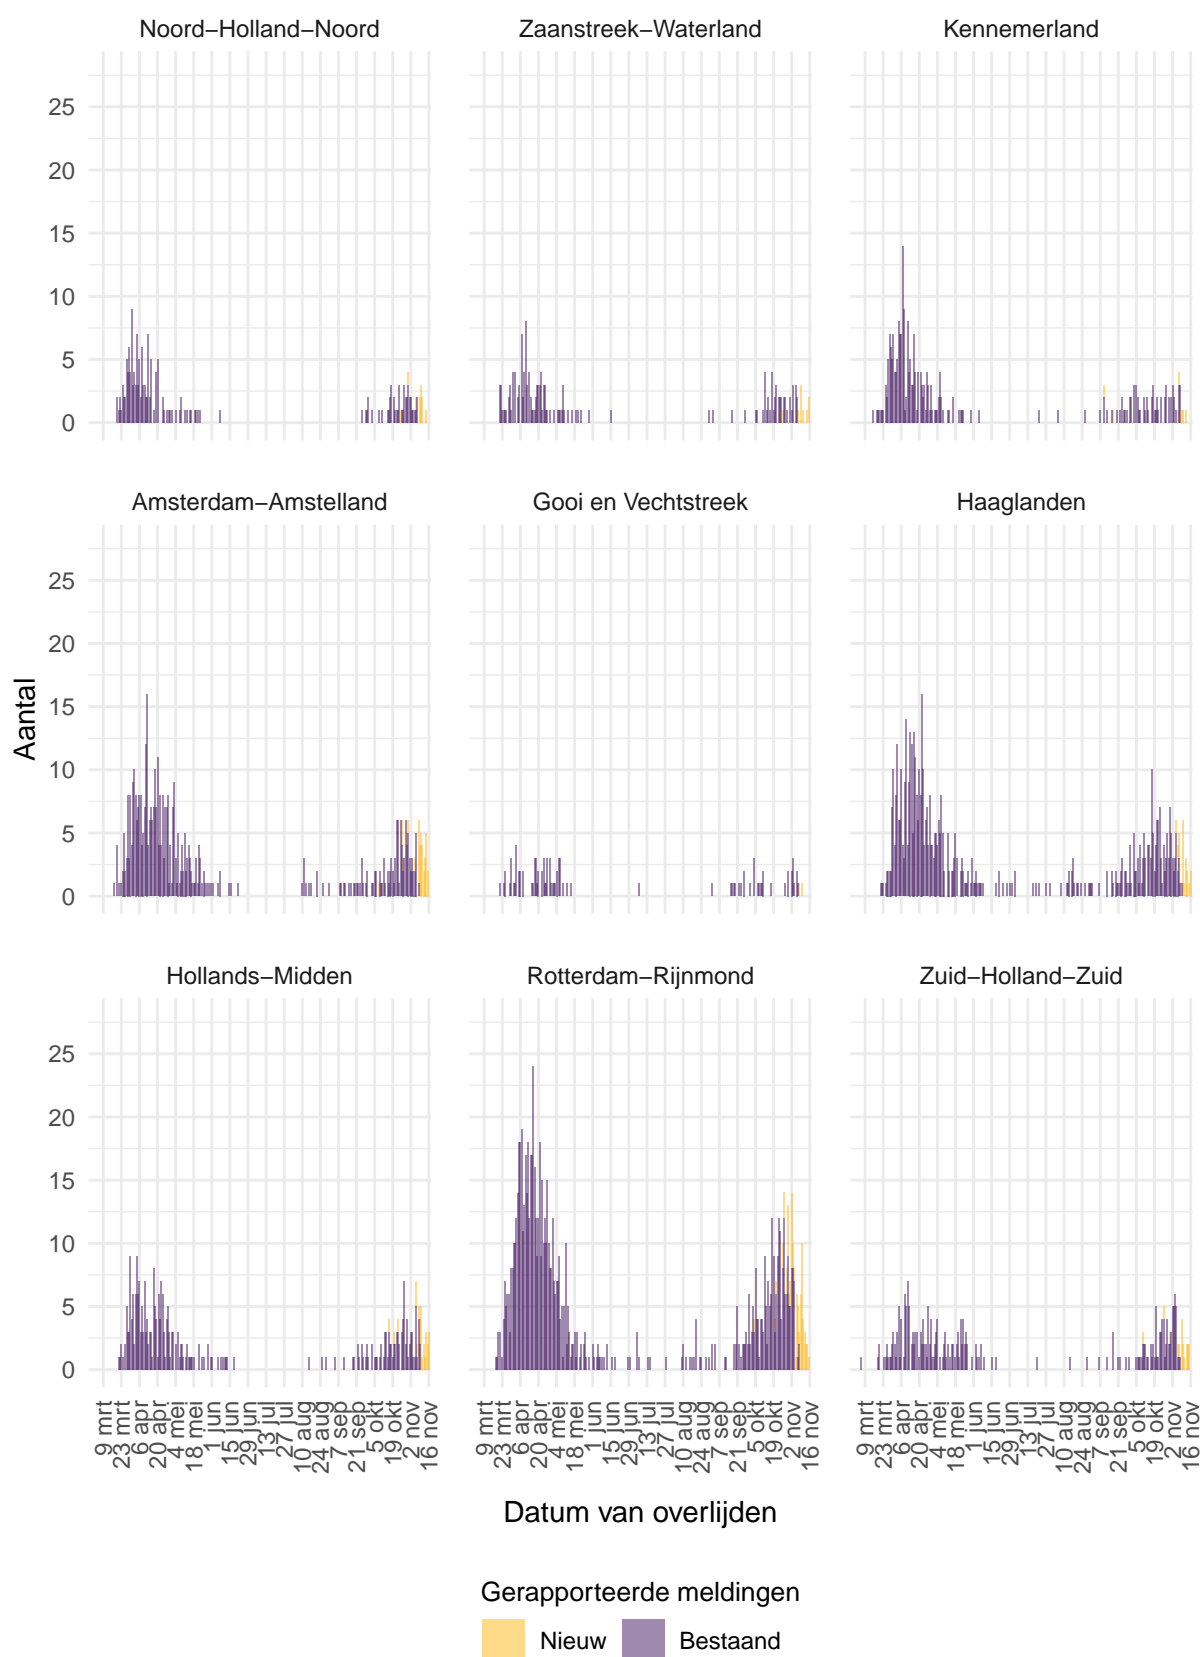 Noord−Holland−Noord Zaanstreek−Waterland Kennemerland
25
20
15
10
5
0
Amsterdam−Amstelland Gooi en Vechtstreek Haaglanden
25
20
15
10
5
0
Aantal
Hollands−Midden Rotterdam−Rijnmond Zuid−Holland−Zuid
25
20
15
10
5
0
9 mrt 23 mrt 6 apr 20 apr 4 mei 18 mei 1 jun 15 jun 29 jun 13 jul 27 jul 10 aug 24 aug 7 sep 21 sep 5 okt 19 okt 2 nov 16 nov
9 mrt 23 mrt 6 apr 20 apr 4 mei 18 mei 1 jun 15 jun 29 jun 13 jul 27 jul 10 aug 24 aug 7 sep 21 sep 5 okt 19 okt 2 nov 16 nov
9 mrt 23 mrt 6 apr 20 apr 4 mei 18 mei 1 jun 15 jun 29 jun 13 jul 27 jul 10 aug 24 aug 7 sep 21 sep 5 okt 19 okt 2 nov 16 nov
Datum van overlijden
Gerapporteerde meldingen
Nieuw Bestaand